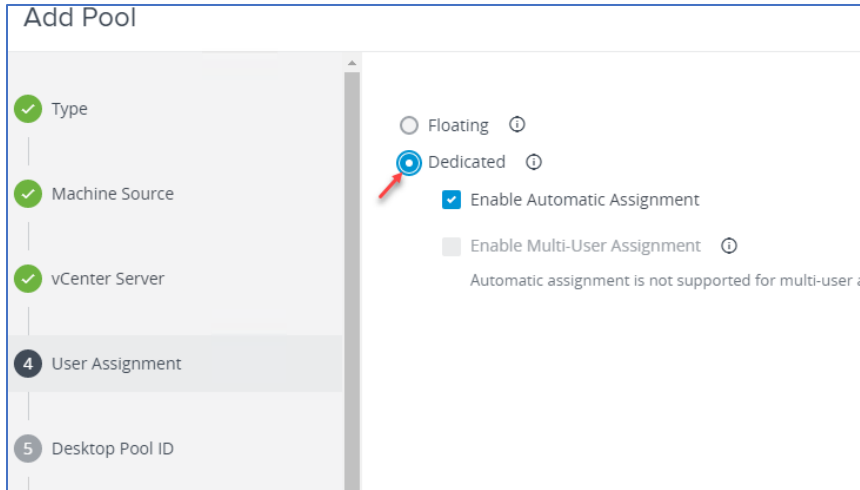 Add Pool
Type
Machine Source
vCenter Server
4 User Assignment
5 Desktop Pool ID
Floating
Dedicated
Enable Automatic Assignment
Enable Multi-User Assignment
Automatic assignment is not supported for multi-user a